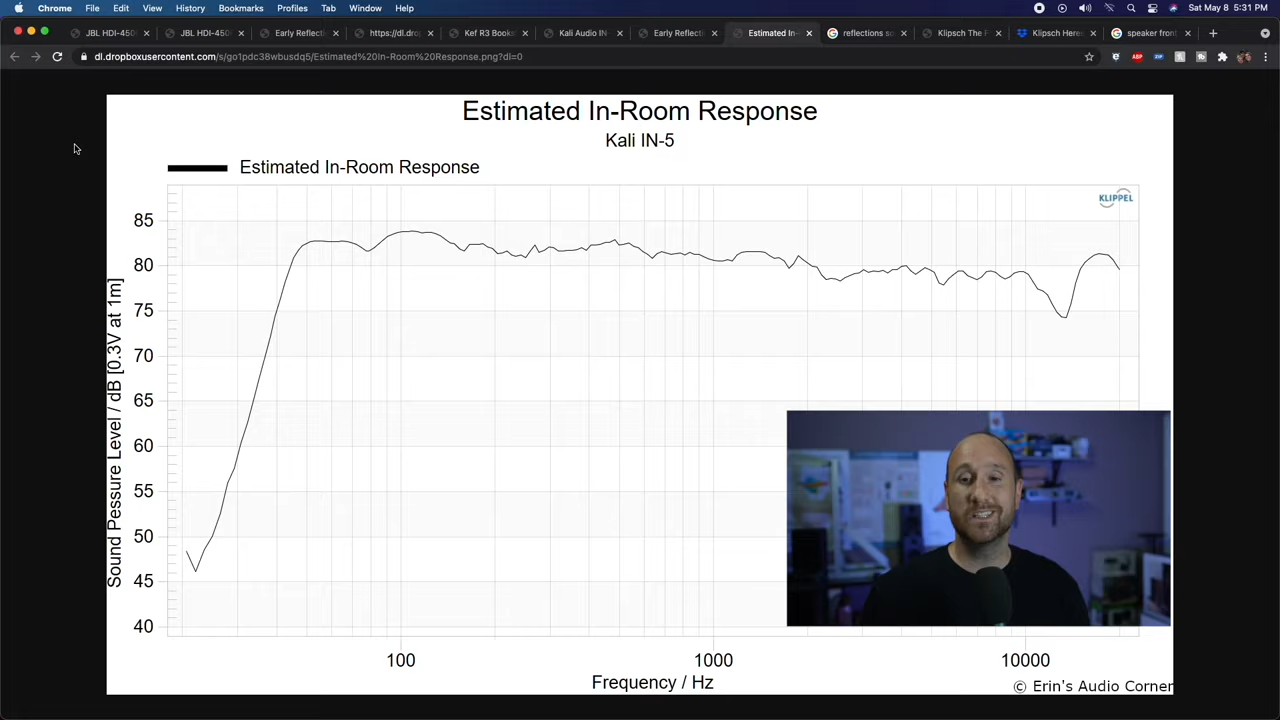 Chrome File Edit View History Bookmarks Profiles Tab Window Help Sat May 8 5:31 PM
JBL HDI-450 JBL HDI-450 Early Reflecti https://dl.drop Kef R3 Books Kali Audio IN Early Reflecti Estimated In- reflections so Klipsch The F Klipsch Heres speaker front
dl.dropboxusercontent.com/s/go1pdc38wbusdq5/Estimated%20In-Room%20Response.png?dl=0
ABP
Estimated In-Room Response
Kali IN-5
Estimated In-Room Response
KLIPPEL
85
80
75
70
65
60
55
50
45
40
Sound Pressure Level / dB [0.3V at 1m]
100 1000 10000
Frequency / Hz
© Erin's Audio Corner